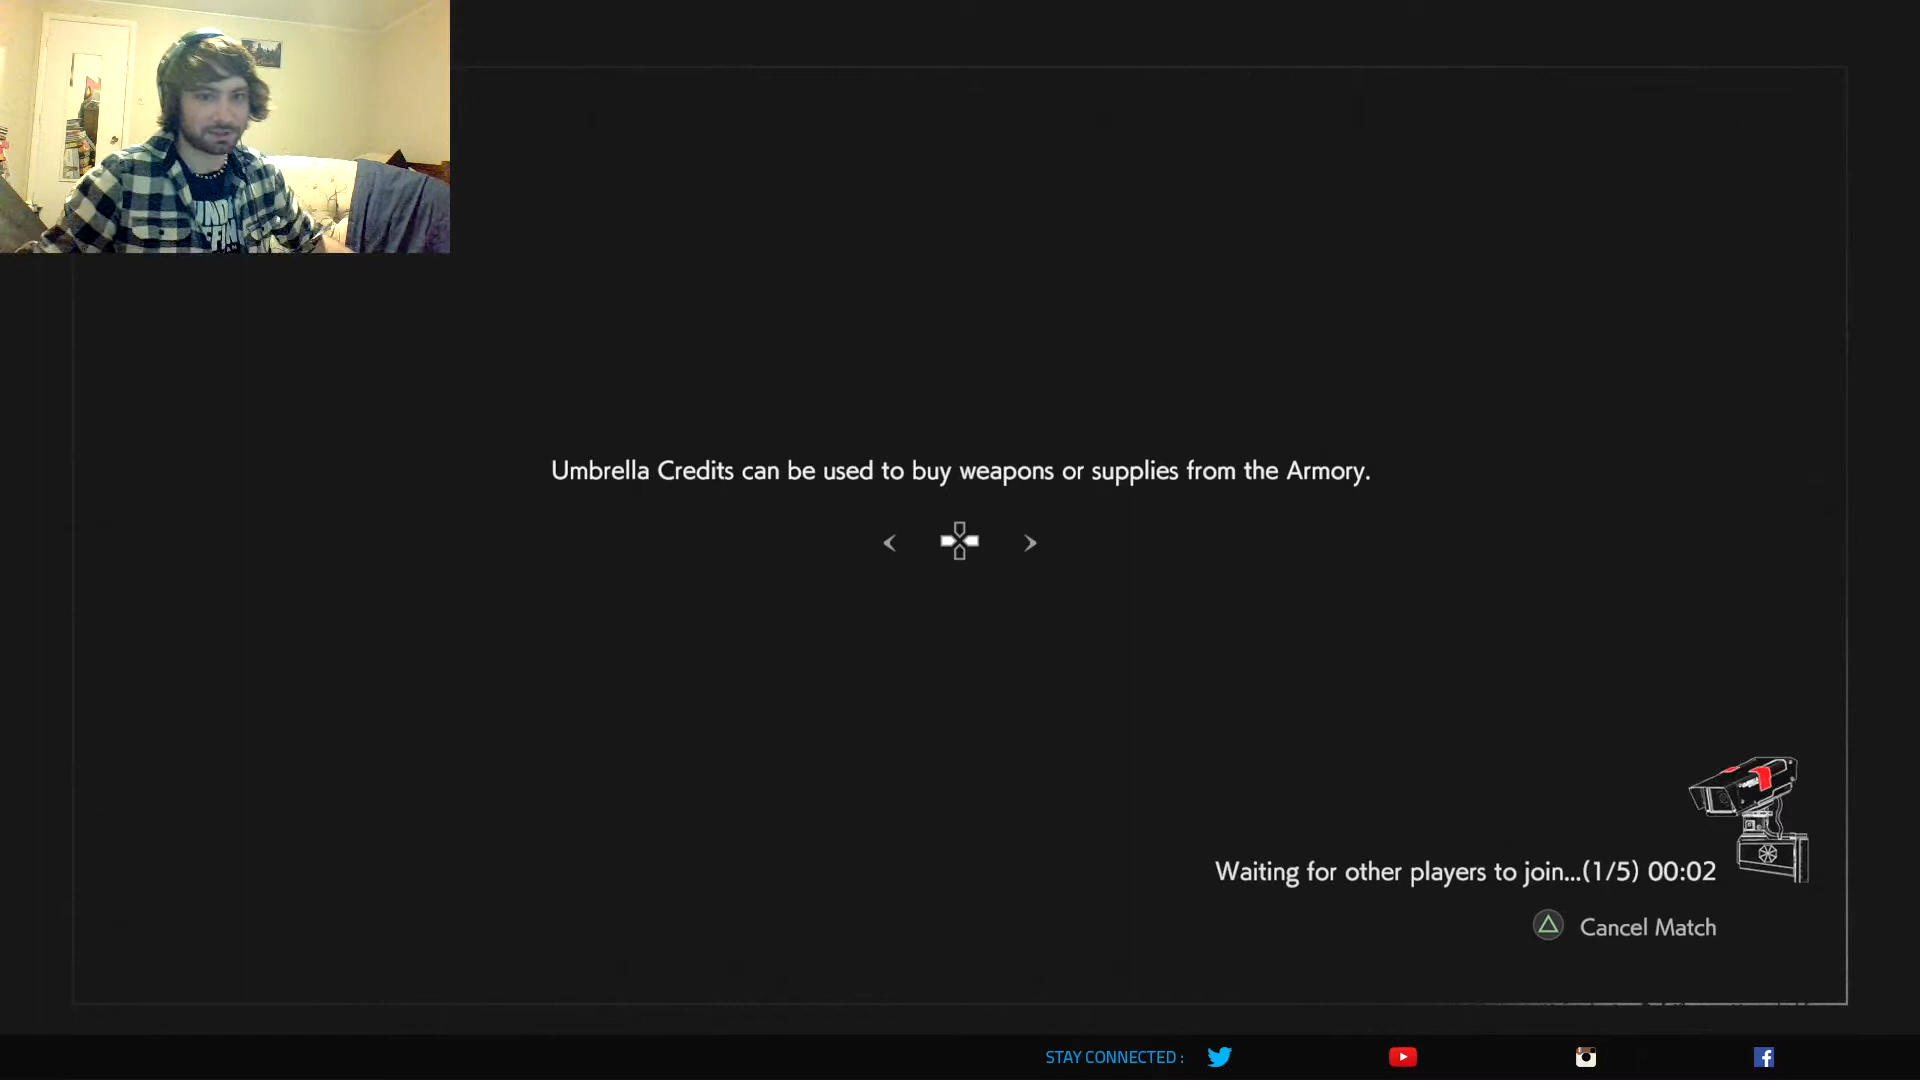 Umbrella Credits can be used to buy weapons or supplies from the Armory.
Waiting for other players to join...(1/5) 00:02
Cancel Match
STAY CONNECTED :